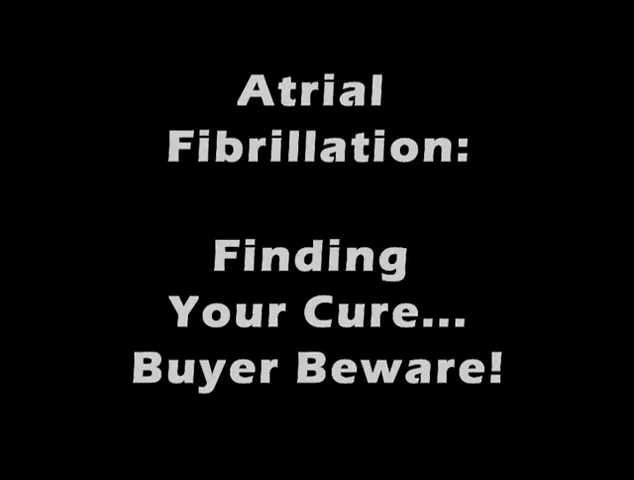 Atrial
Fibrillation:
Finding
Your Cure...
Buyer Beware!